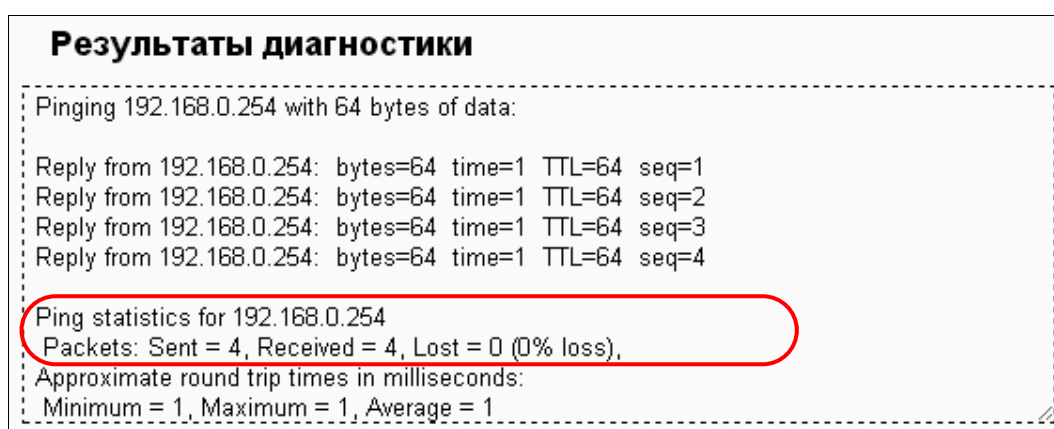 Результаты диагностики
Pinging 192.168.0.254 with 64 bytes of data:
Reply from 192.168.0.254: bytes=64 time=1 TTL=64 seq=1
Reply from 192.168.0.254: bytes=64 time=1 TTL=64 seq=2
Reply from 192.168.0.254: bytes=64 time=1 TTL=64 seq=3
Reply from 192.168.0.254: bytes=64 time=1 TTL=64 seq=4
Ping statistics for 192.168.0.254
Packets: Sent = 4, Received = 4, Lost = 0 (0% loss),
Approximate round trip times in milliseconds:
Minimum = 1, Maximum = 1, Average = 1